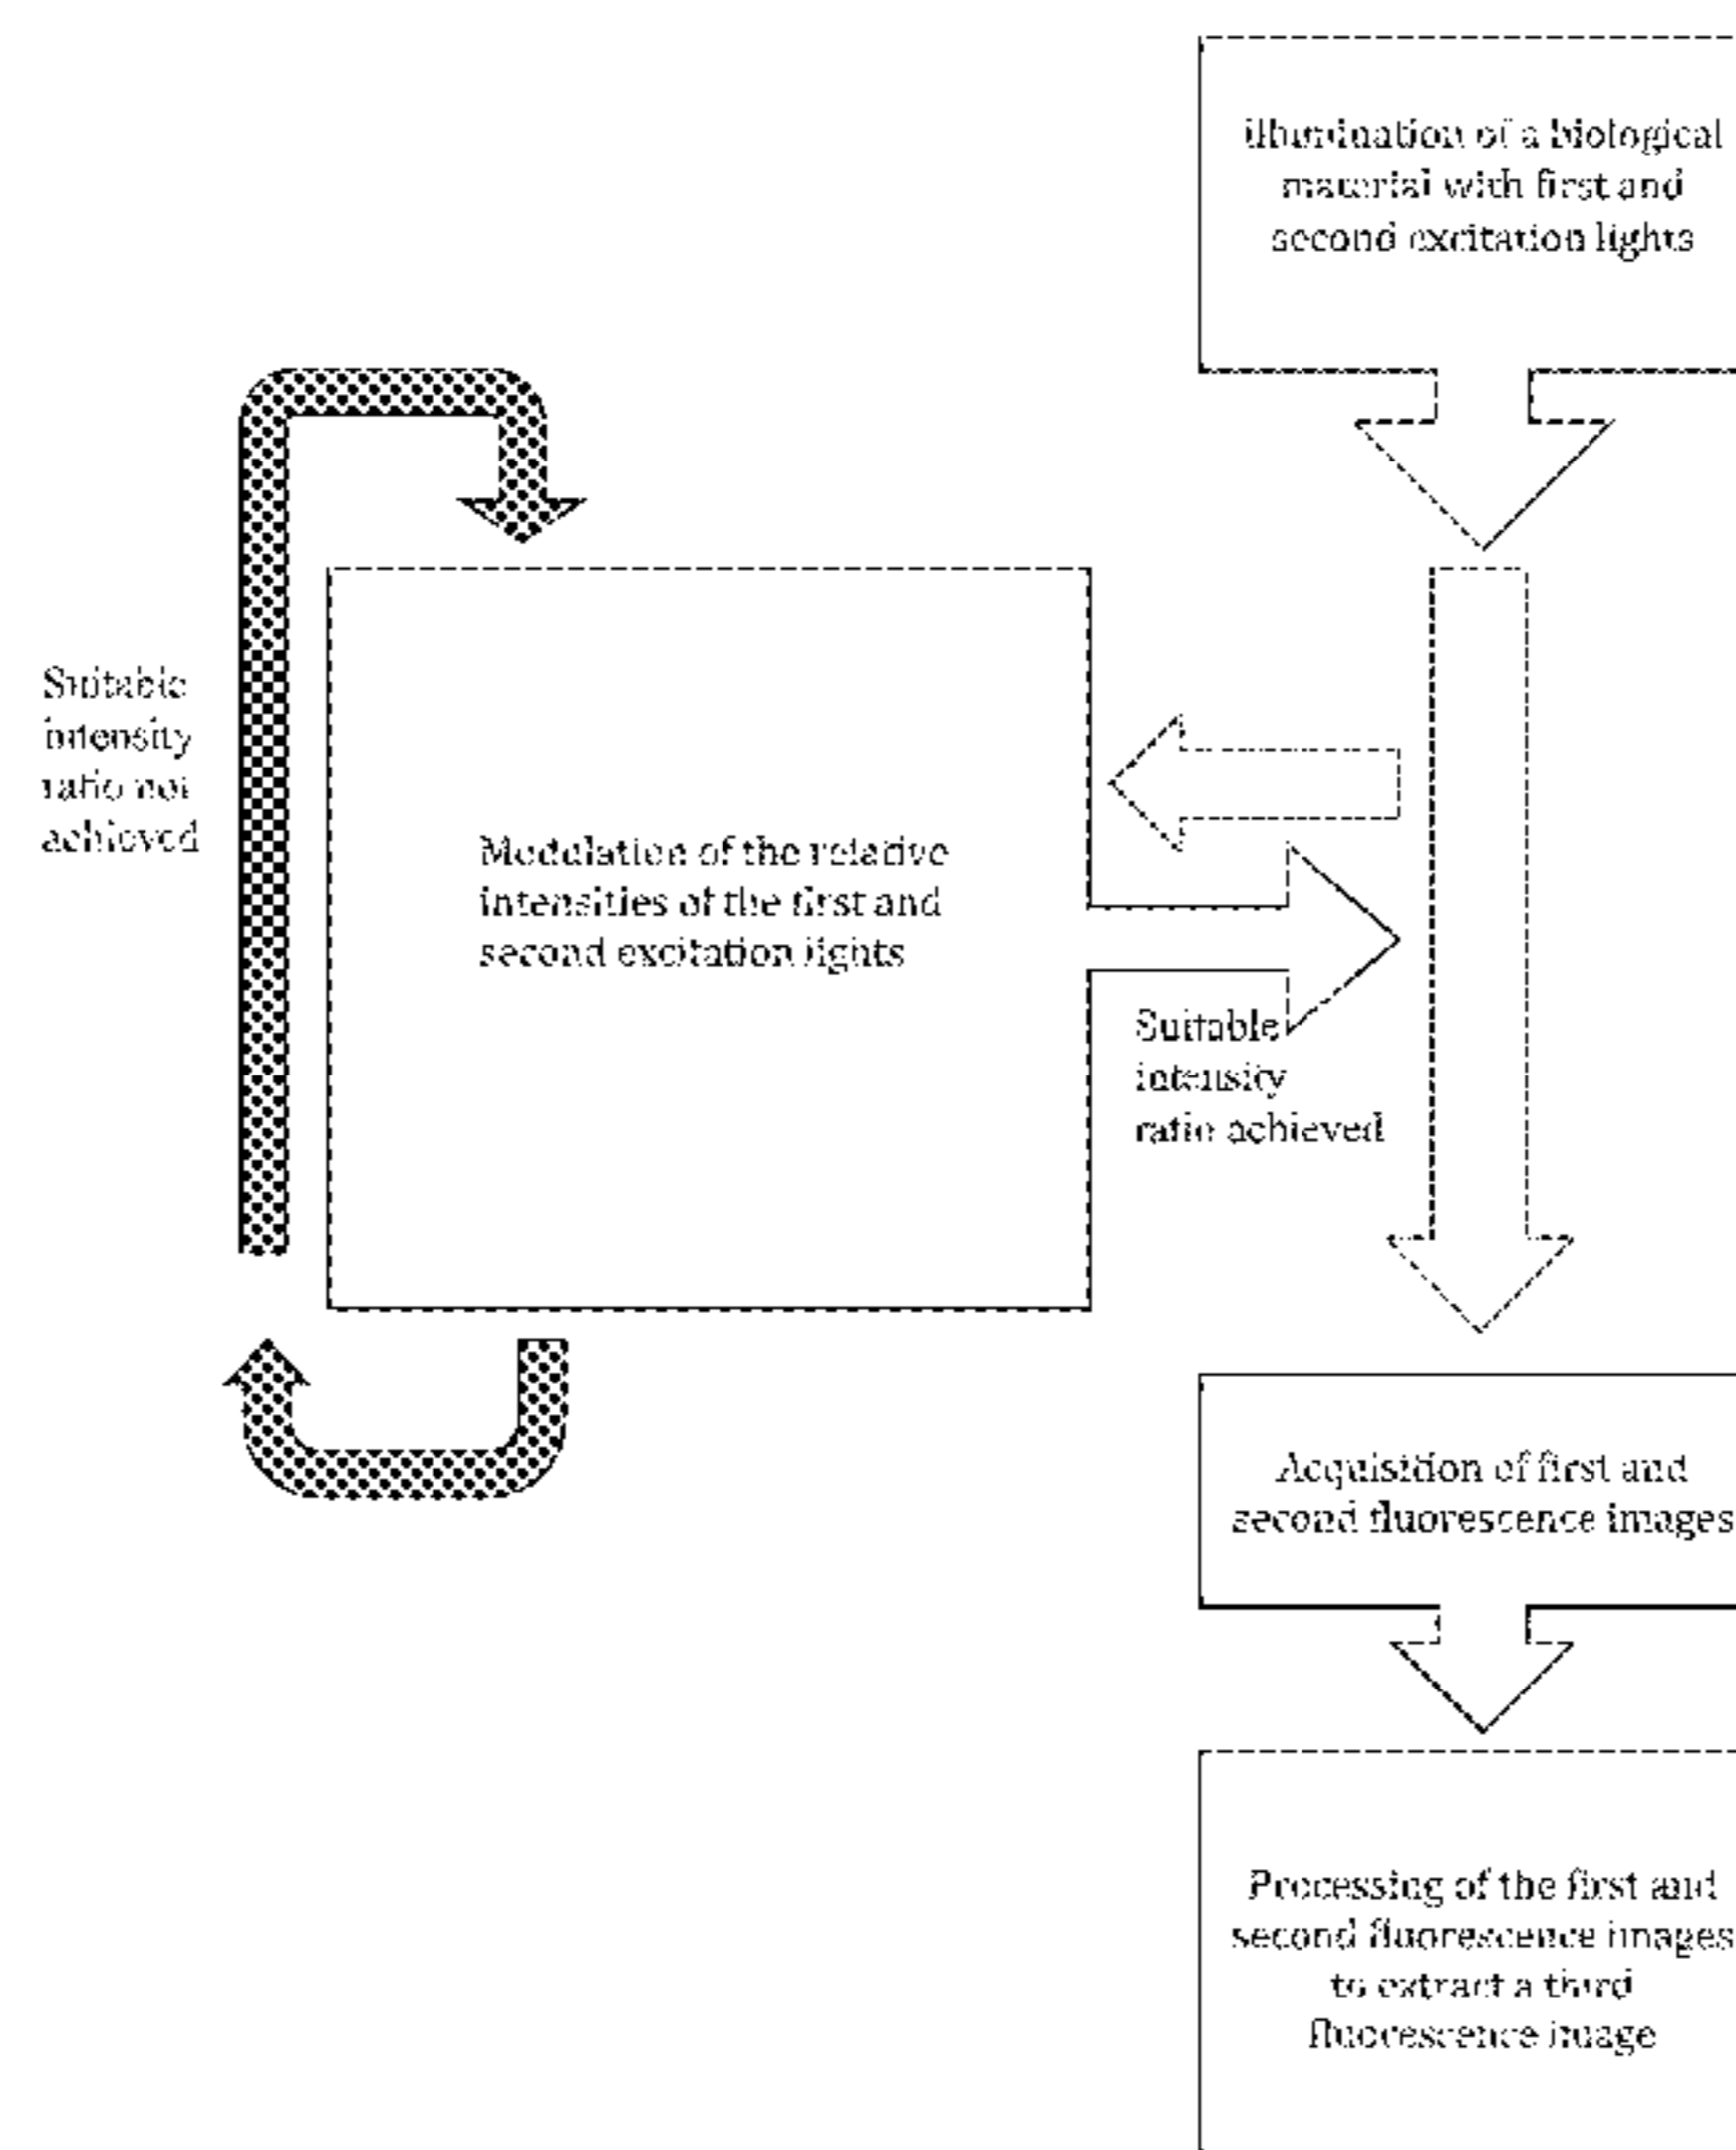 illumination of a biological
material with first and
second excitation lights
Suitable
intensity
ratio not
achieved
Modulation of the relative
intensities of the first and
second excitation lights
Suitable
intensity
ratio achieved
Acquisition of first and
second fluorescence images
Processing of the first and
second fluorescence images
to extract a third
fluorescence image